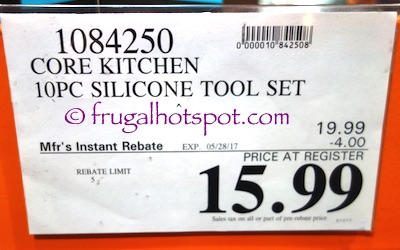 1084250
0000010842508
CORE KITCHEN
10PC SILICONE TOOL SET
© frugalhotspot.com
19.99
Mfr's Instant Rebate EXP. 05/28/17 -4.00
PRICE AT REGISTER
REBATE LIMIT
5
15.99
Sales tax on all or part of pre-rebate price